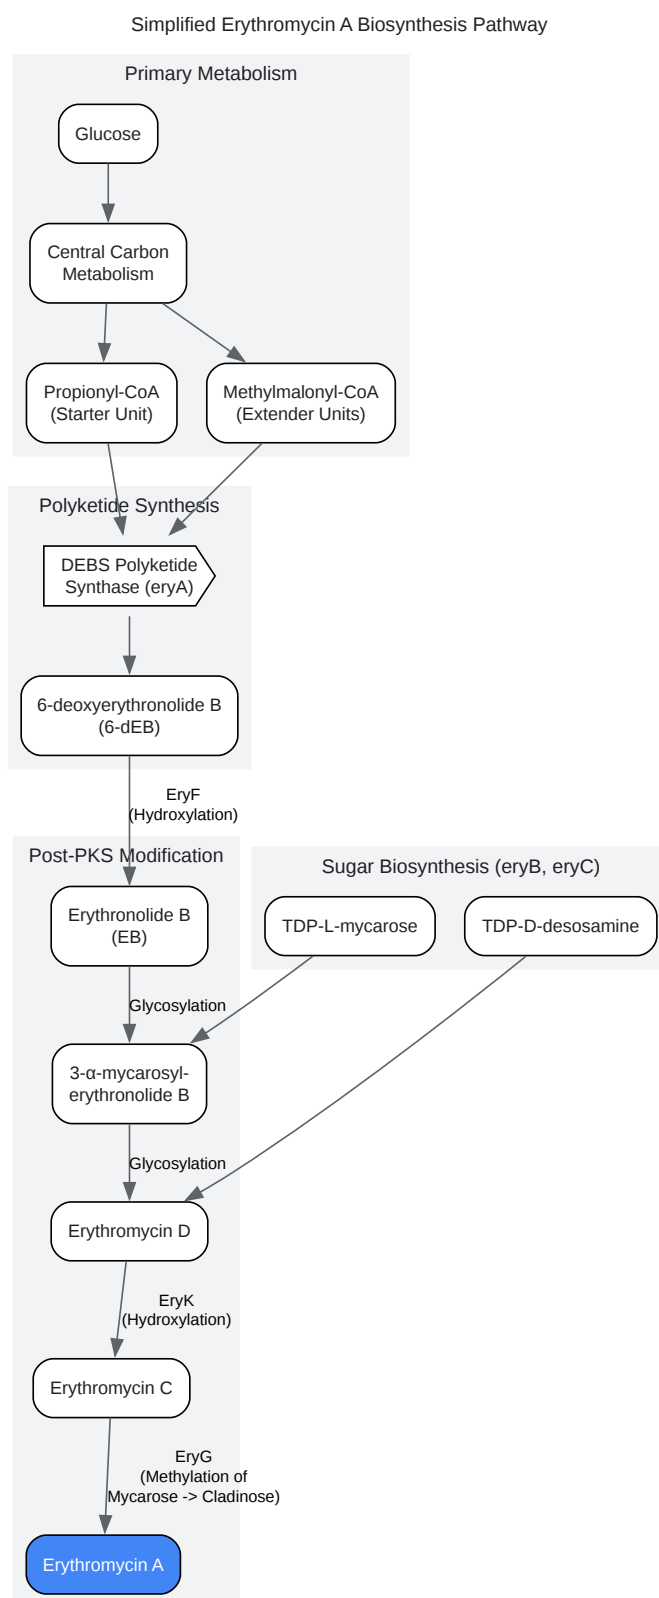 Simplified Erythromycin A Biosynthesis Pathway
Primary Metabolism
Glucose
Central Carbon
Metabolism
Propionyl-CoA
(Starter Unit)
Methylmalonyl-CoA
(Extender Units)
Polyketide Synthesis
DEBS Polyketide
Synthase (eryA)
6-deoxyerythronolide B
(6-dEB)
EryF
(Hydroxylation)
Post-PKS Modification
Sugar Biosynthesis (eryB, eryC)
Erythronolide B
(EB)
TDP-L-mycarose
TDP-D-desosamine
Glycosylation
3-α-mycarosyl-
erythronolide B
Glycosylation
Erythromycin D
EryK
(Hydroxylation)
Erythromycin C
EryG
(Methylation of
Mycarose -> Cladinose)
Erythromycin A